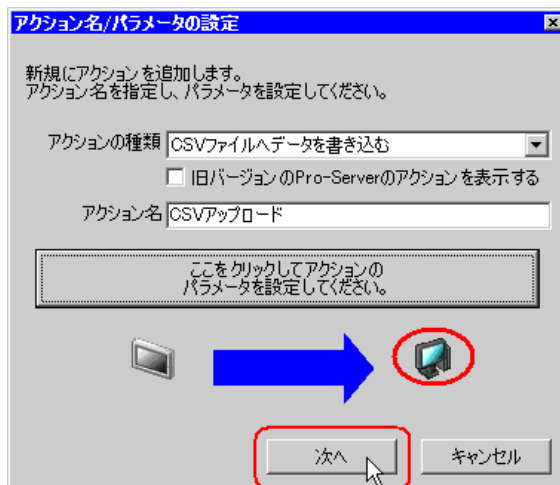 アクション名/パラメータの設定
新規にアクションを追加します。
アクション名を指定し、パラメータを設定してください。
アクションの種類 CSVファイルへデータを書き込む
旧バージョンのPro-Serverのアクションを表示する
アクション名 CSVアップロード
ここをクリックしてアクションの
パラメータを設定してください。
次へ キャンセル